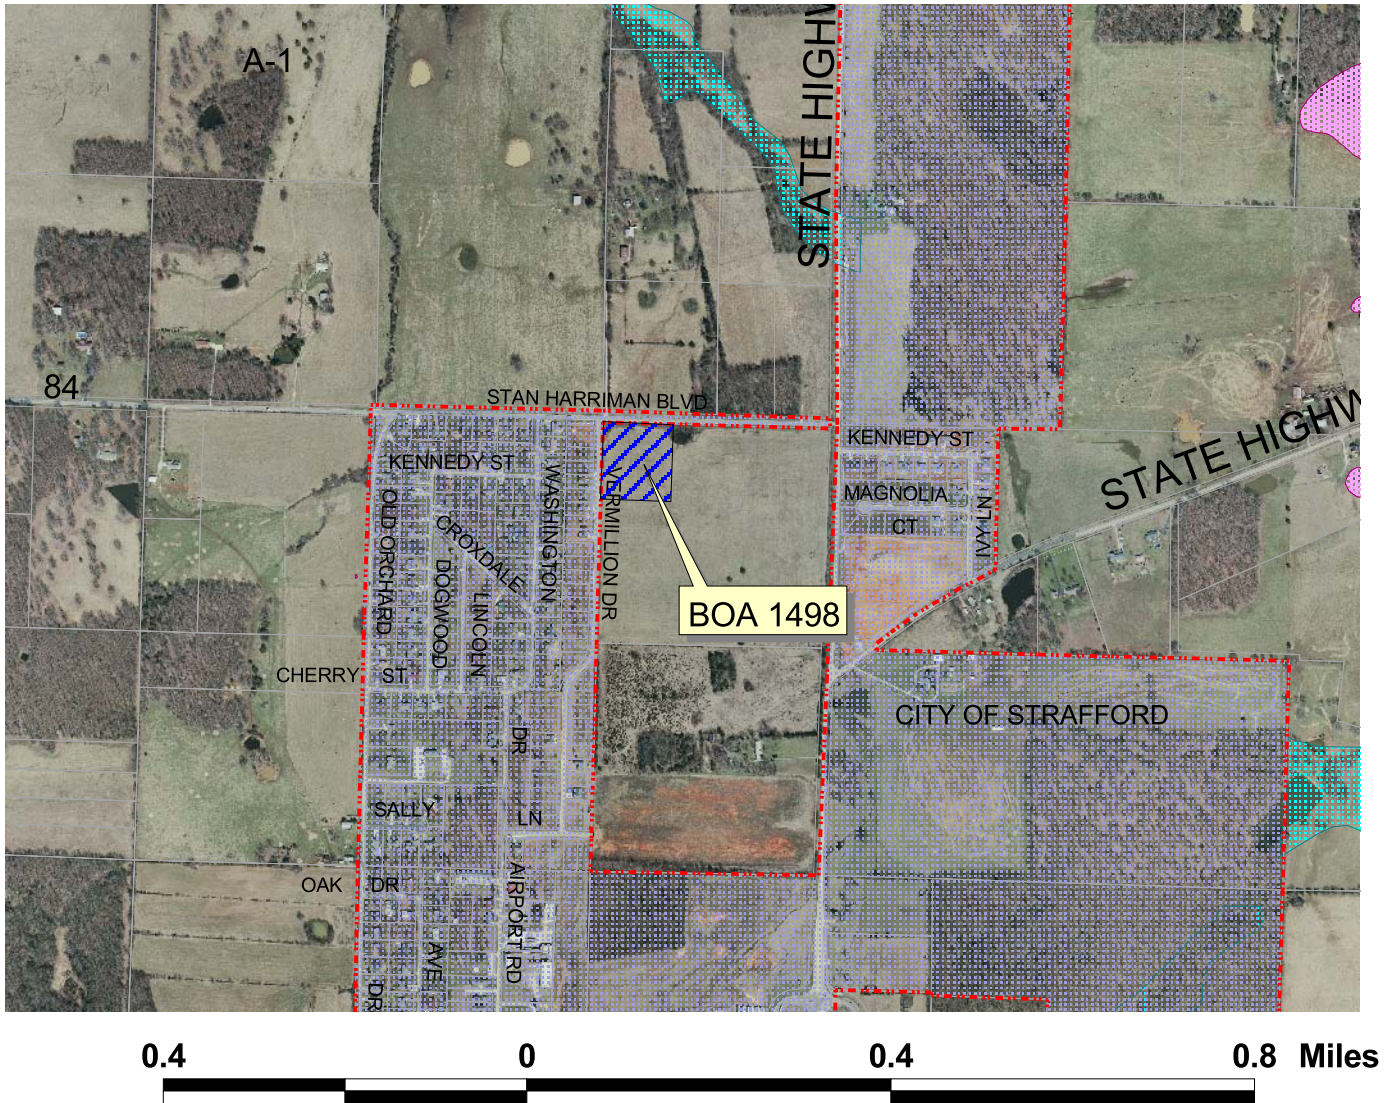 A-1
STATE HIGHW
84
STAN HARRIMAN BLVD
KENNEDY ST
KENNEDY ST
STATE HIGHW
OLD ORCHARD
CROXDALE
DOGWOOD
LINCOLN
WASHINGTON
VERMILLION DR
MAGNOLIA
CT
IVY LN
BOA 1498
CHERRY ST
CITY OF STRAFFORD
DR
SALLY
LN
OAK DR
AIRPORT RD
AVE
DR
0.4 0 0.4 0.8 Miles